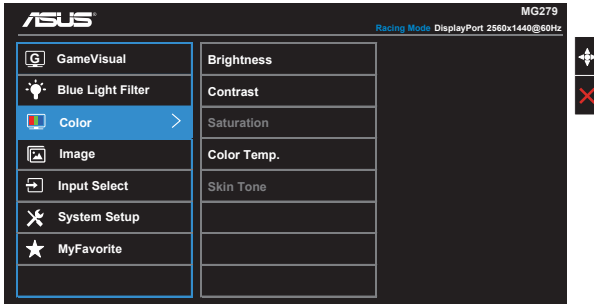 ASUS
MG279
Racing Mode DisplayPort 2560x1440@60Hz
G GameVisual
Blue Light Filter
Color
Image
Input Select
System Setup
MyFavorite
Brightness
Contrast
Saturation
Color Temp.
Skin Tone